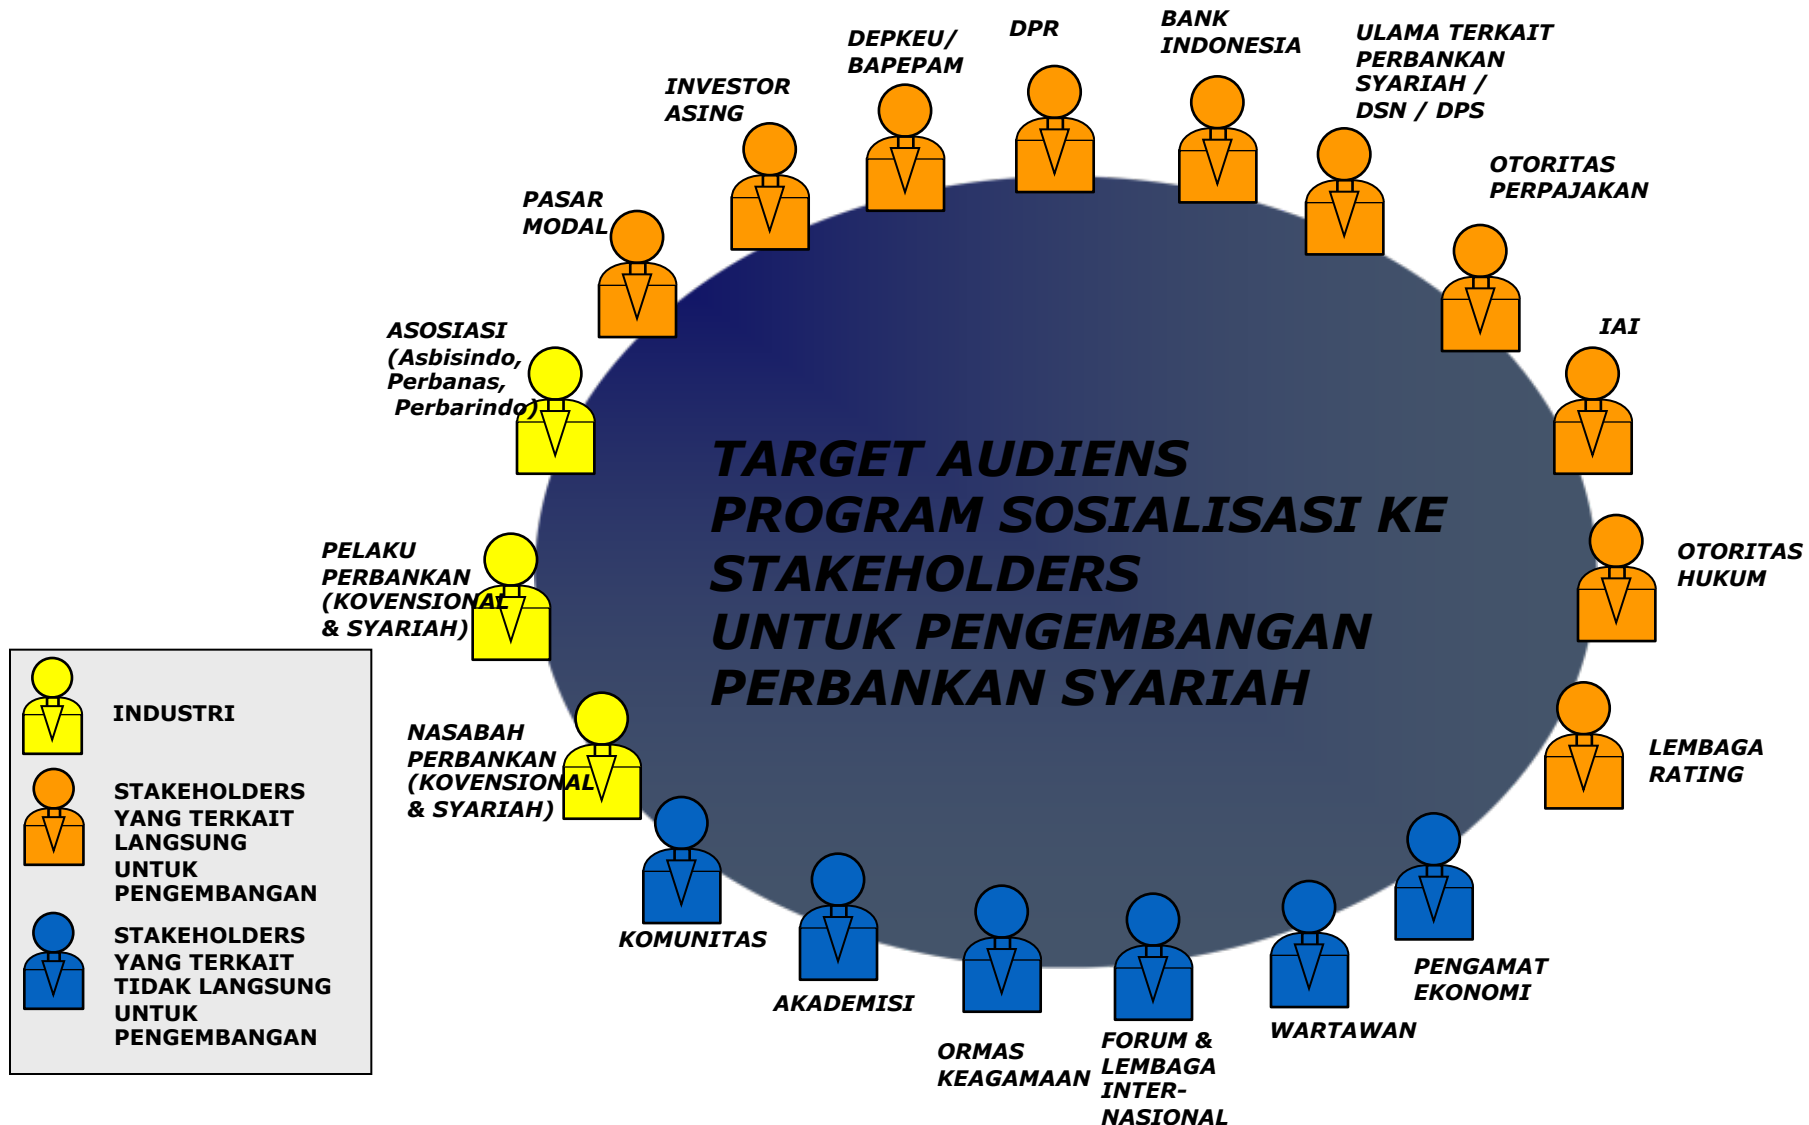 DEPKEU/
BAPEPAM
DPR
BANK
INDONESIA
ULAMA TERKAIT
PERBANKAN
SYARIAH /
DSN / DPS
INVESTOR
ASING
OTORITAS
PERPAJAKAN
PASAR
MODAL
IAI
ASOSIASI
(Asbisindo,
Perbanas,
Perbarindo)
TARGET AUDIENS
PROGRAM SOSIALISASI KE
STAKEHOLDERS
UNTUK PENGEMBANGAN
PERBANKAN SYARIAH
PELAKU
PERBANKAN
(KOVENSIONAL
& SYARIAH)
OTORITAS
HUKUM
NASABAH
PERBANKAN
(KOVENSIONAL
& SYARIAH)
LEMBAGA
RATING
KOMUNITAS
AKADEMISI
ORMAS
KEAGAMAAN
FORUM &
LEMBAGA
INTER-
NASIONAL
WARTAWAN
PENGAMAT
EKONOMI
INDUSTRI
STAKEHOLDERS
YANG TERKAIT
LANGSUNG
UNTUK
PENGEMBANGAN
STAKEHOLDERS
YANG TERKAIT
TIDAK LANGSUNG
UNTUK
PENGEMBANGAN